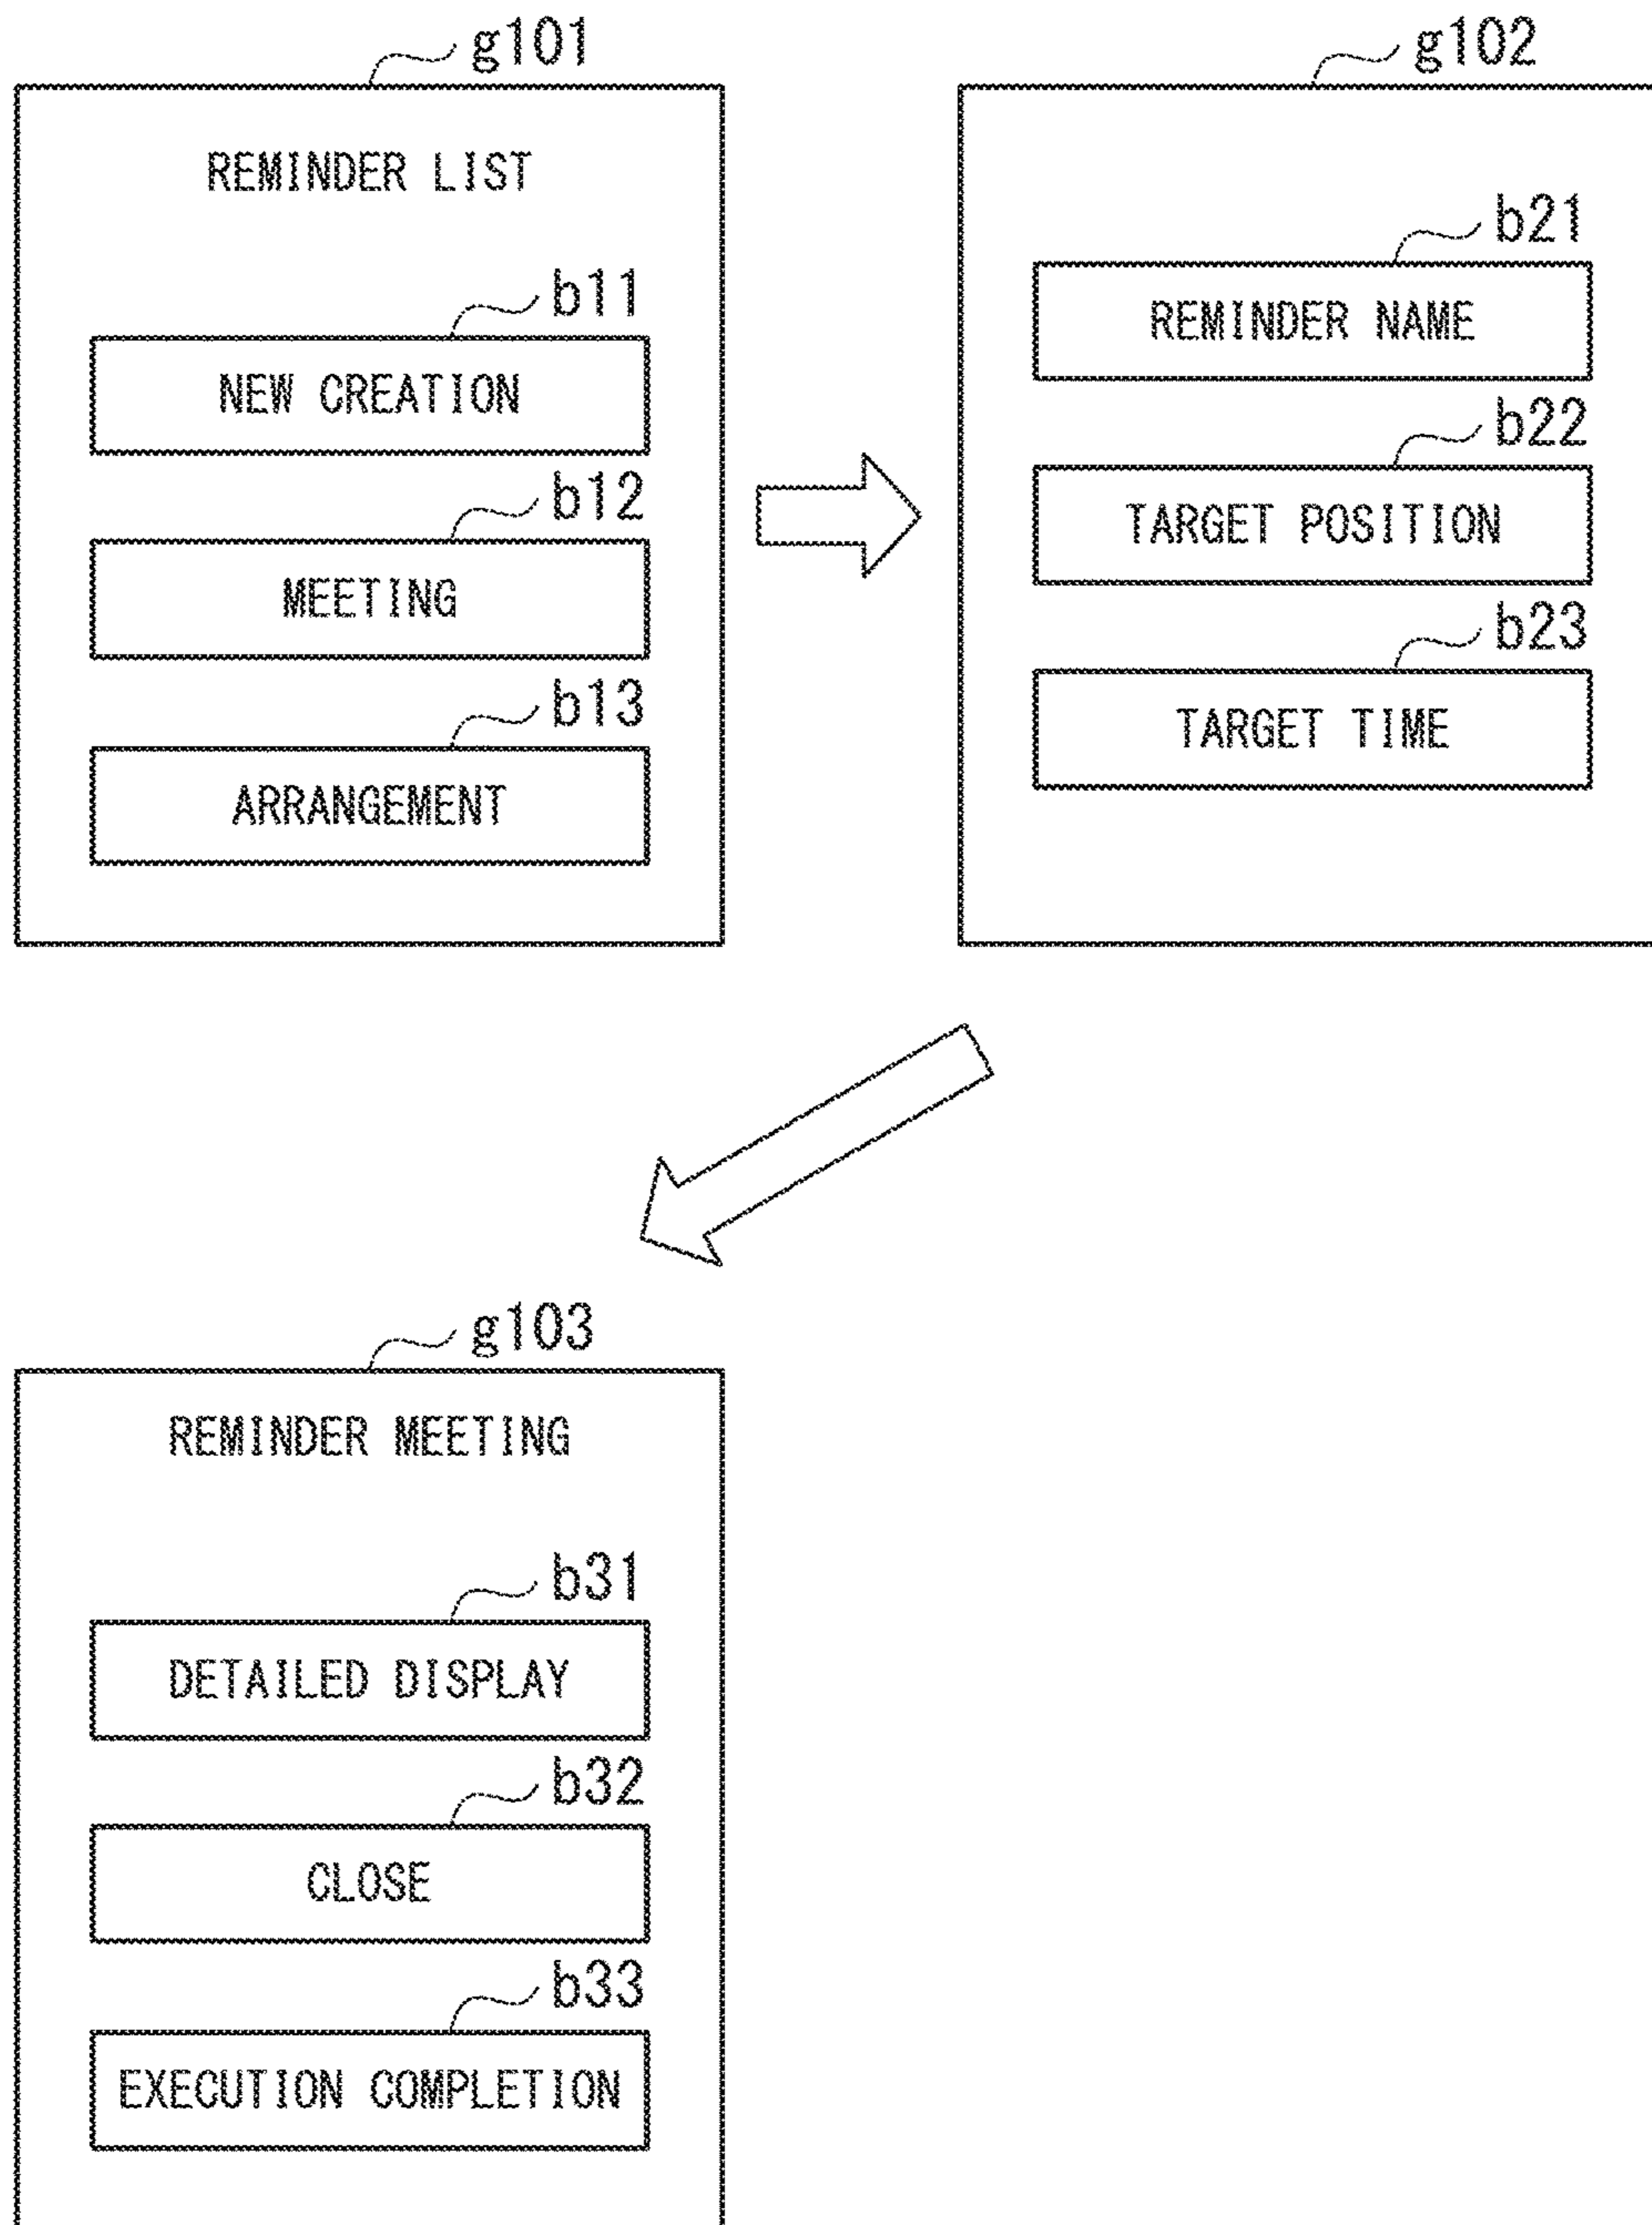 g101
REMINDER LIST
b11
NEW CREATION
b12
MEETING
b13
ARRANGEMENT
g102
b21
REMINDER NAME
b22
TARGET POSITION
b23
TARGET TIME
g103
REMINDER MEETING
b31
DETAILED DISPLAY
b32
CLOSE
b33
EXECUTION COMPLETION